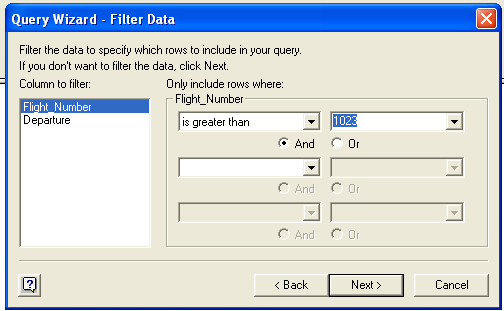 Query Wizard - Filter Data
Filter the data to specify which rows to include in your query.
If you don't want to filter the data, click Next.
Column to filter:
Only include rows where:
Flight_Number
Departure
Flight_Number
is greater than
1023
And
Or
And
Or
And
Or
?
< Back
Next >
Cancel